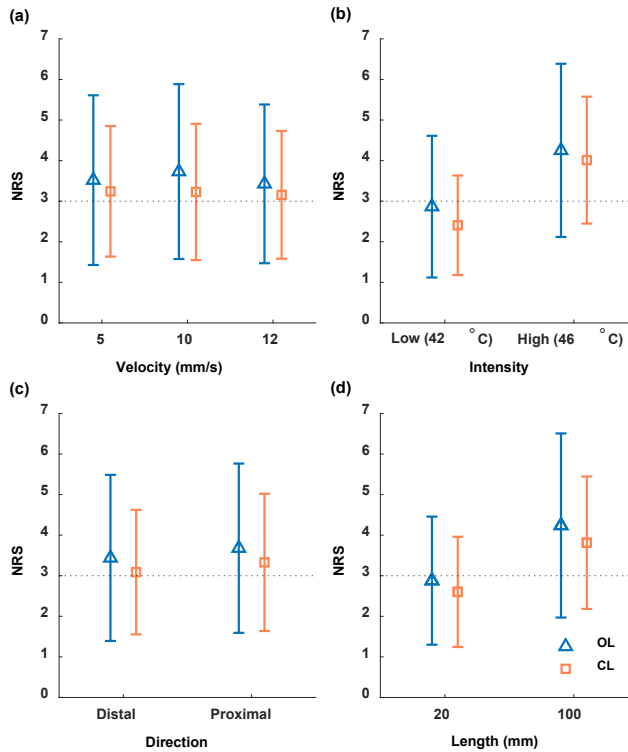 (a)
7
6
5
4
3
2
1
0
NRS
5
10
12
Velocity (mm/s)
(b)
7
6
5
4
3
2
1
0
NRS
Low (42 °C)
High (46 °C)
Intensity
(c)
7
6
5
4
3
2
1
0
NRS
Distal
Proximal
Direction
(d)
7
6
5
4
3
2
1
0
NRS
OL
CL
20
100
Length (mm)